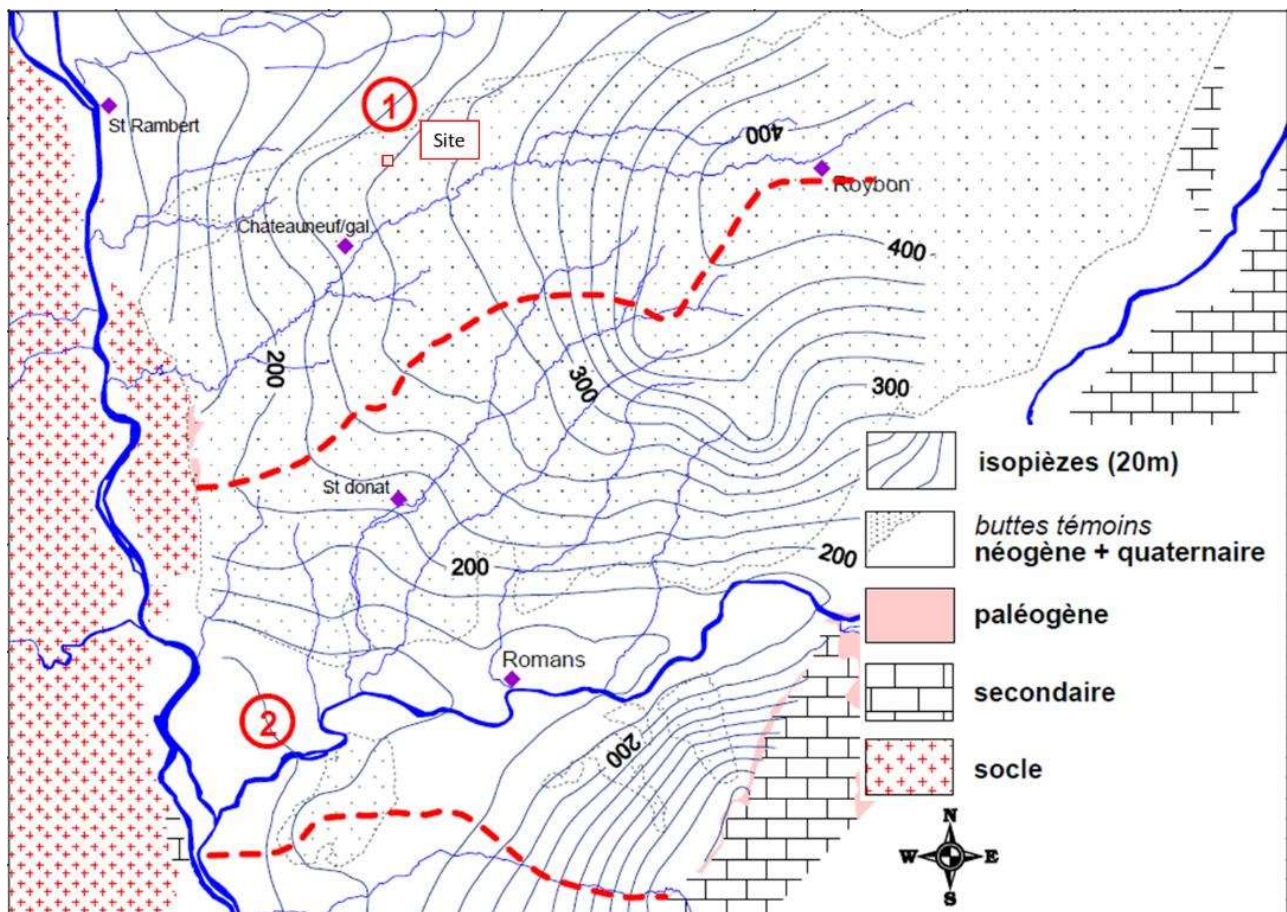 1
St Rambert
Site
400
Roybon
Chateauneuf/gal
400
200
300
300
isopièzes (20m)
St donat
buttes témoins
néogène + quaternaire
200
200
paléogène
Romans
secondaire
2
200
socle
N
W E
S